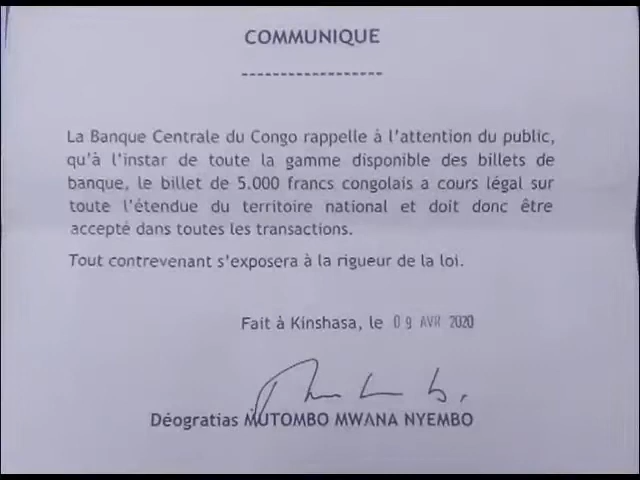 COMMUNIQUE
------------------
La Banque Centrale du Congo rappelle à l'attention du public,
qu'à l'instar de toute la gamme disponible des billets de
banque, le billet de 5.000 francs congolais a cours légal sur
toute l'étendue du territoire national et doit donc être
accepté dans toutes les transactions.
Tout contrevenant s'exposera à la rigueur de la loi.
Fait à Kinshasa, le 09 AVR 2020
Déogratias MUTOMBO MWANA NYEMBO